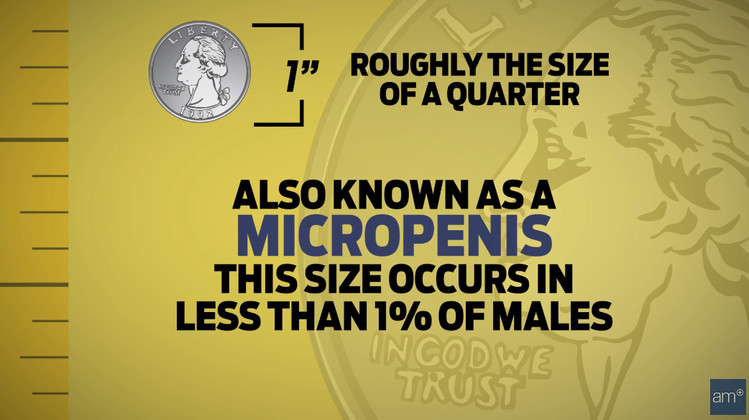 LIBERTY
IN GOD WE
TRUST
1992
1”
ROUGHLY THE SIZE
OF A QUARTER
ALSO KNOWN AS A
MICROPENIS
THIS SIZE OCCURS IN
LESS THAN 1% OF MALES
L
IN GOD WE
TRUST
am+